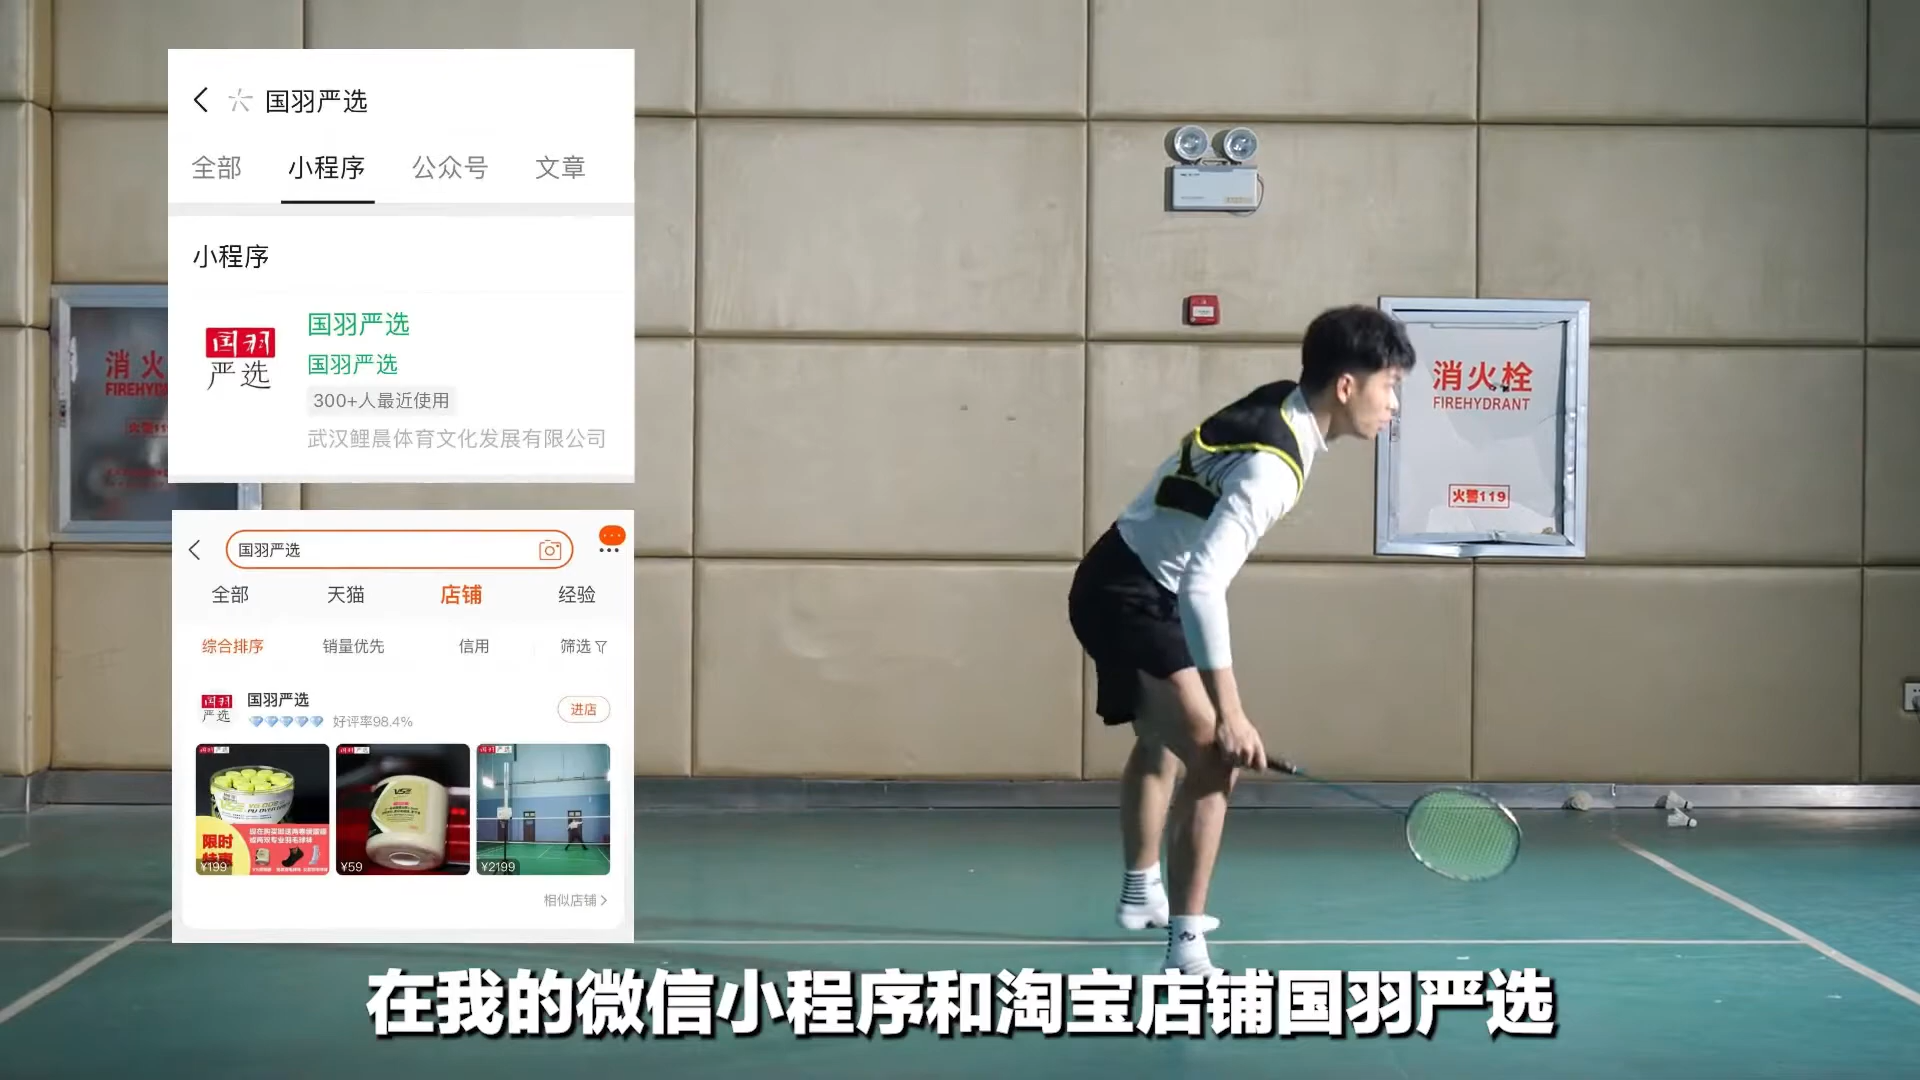 国羽严选
全部 小程序 公众号 文章
小程序
国羽
严选
国羽严选
国羽严选
300+人最近使用
武汉鲤晨体育文化发展有限公司
国羽严选
全部 天猫 店铺 经验
综合排序 销量优先 信用 筛选
国羽
严选
国羽严选
好评率98.4%
进店
限时
特惠
¥199
¥59
¥2199
相似店铺
消火
FIREHYD
消火栓
FIREHYDRANT
火警119
在我的微信小程序和淘宝店铺国羽严选